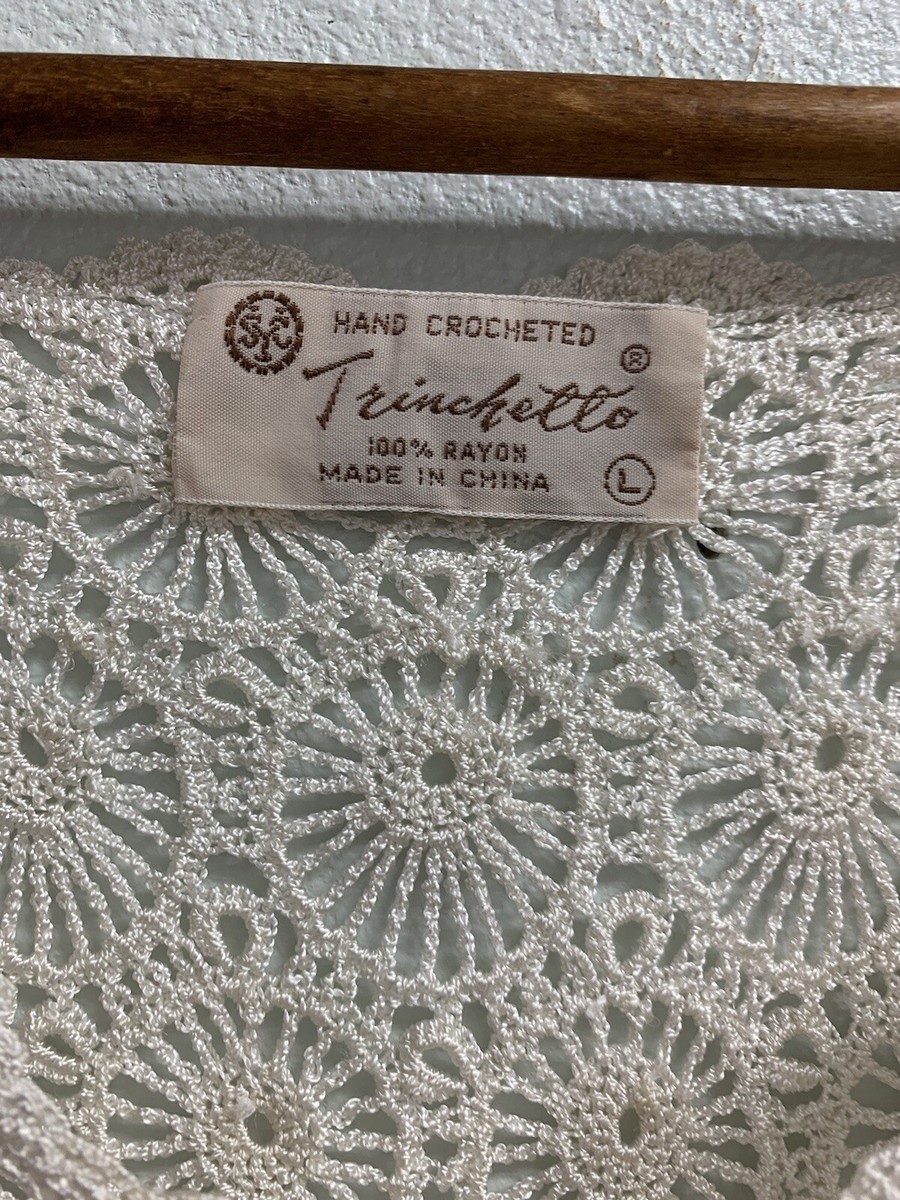 HAND CROCHETED
Trinchetto ®
100% RAYON
MADE IN CHINA
L